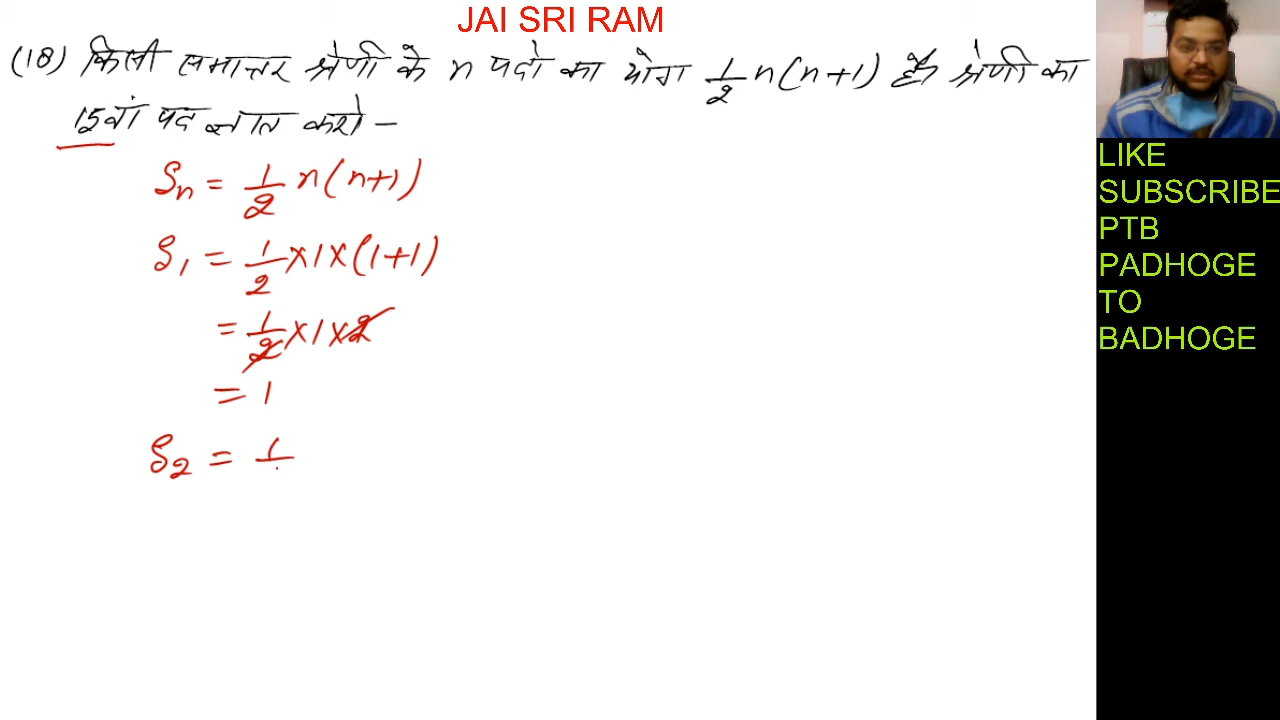 JAI SRI RAM
(18) किसी समान्तर श्रेणी के n पदो का योग 1/2 n(n+1) है श्रेणी का
15वां पद ज्ञात करो –
Sn = 1/2 n(n+1)
S1 = 1/2 ×1×(1+1)
= 1/2 ×1×2
= 1
S2 = 1
LIKE
SUBSCRIBE
PTB
PADHOGE
TO
BADHOGE